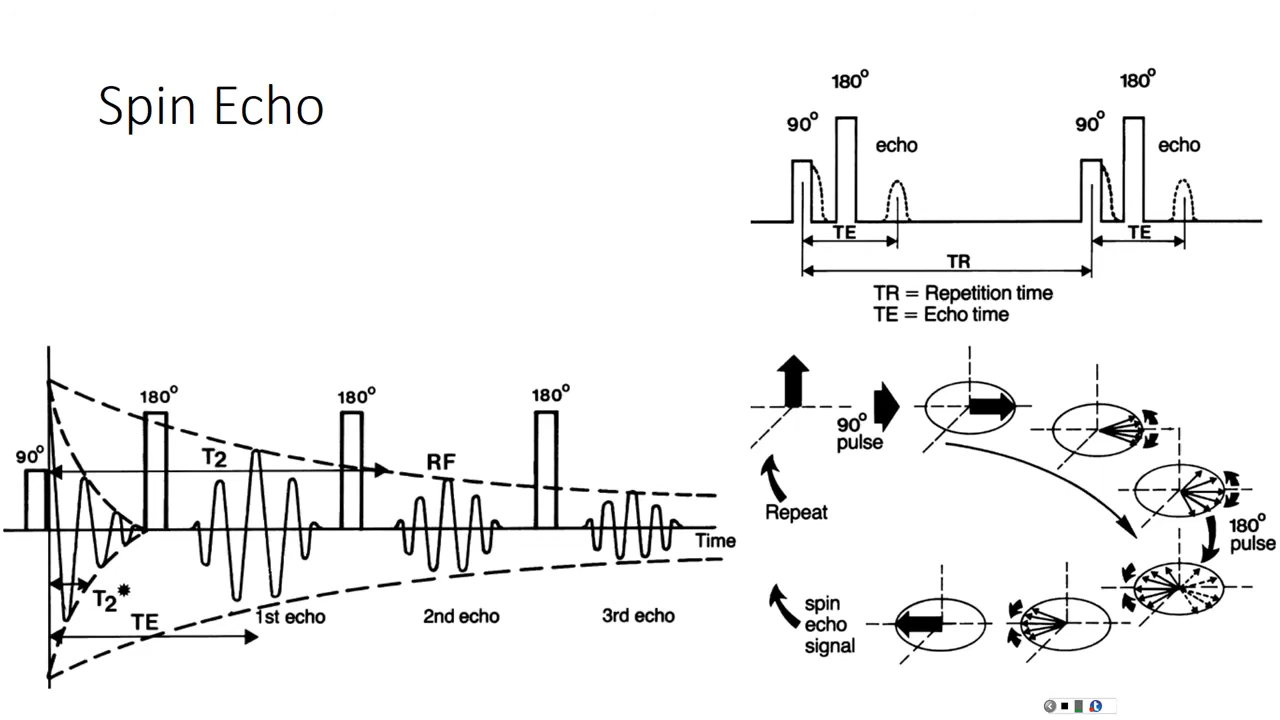 Spin Echo
180°
180°
90°
90°
echo
echo
TE
TE
TR
TR = Repetition time
TE = Echo time
180°
180°
180°
90°
T2
RF
Time
T2*
TE
1st echo
2nd echo
3rd echo
90°
pulse
Repeat
180°
pulse
spin
echo
signal